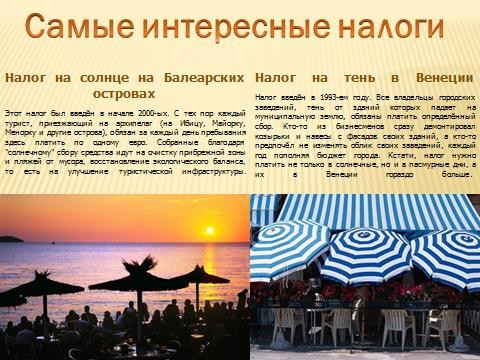 Самые интересные налоги
Налог на солнце на Балеарских
островах
Этот налог был введён в начале 2000-ых. С тех пор каждый
турист, приезжающий на архипелаг (на Ибицу, Майорку,
Менорку и другие острова), обязан за каждый день пребывания
здесь платить по одному евро. Собранные благодаря
"солнечному" сбору средства идут на очистку прибрежной зоны
и пляжей от мусора, восстановление экологического баланса,
то есть на улучшение туристической инфраструктуры.
Налог на тень в Венеции
Налог введён в 1993-ем году. Все владельцы городских
заведений, тень от зданий которых падает на
муниципальную землю, обязаны платить определённый
сбор. Кто-то из бизнесменов сразу демонтировал
козырьки и навесы с фасадов своих зданий, а кто-то
предпочёл не изменять облик своих заведений, каждый
год пополняя бюджет города. Кстати, налог нужно
платить не только в солнечные, но и в пасмурные дни, а
их в Венеции гораздо больше.